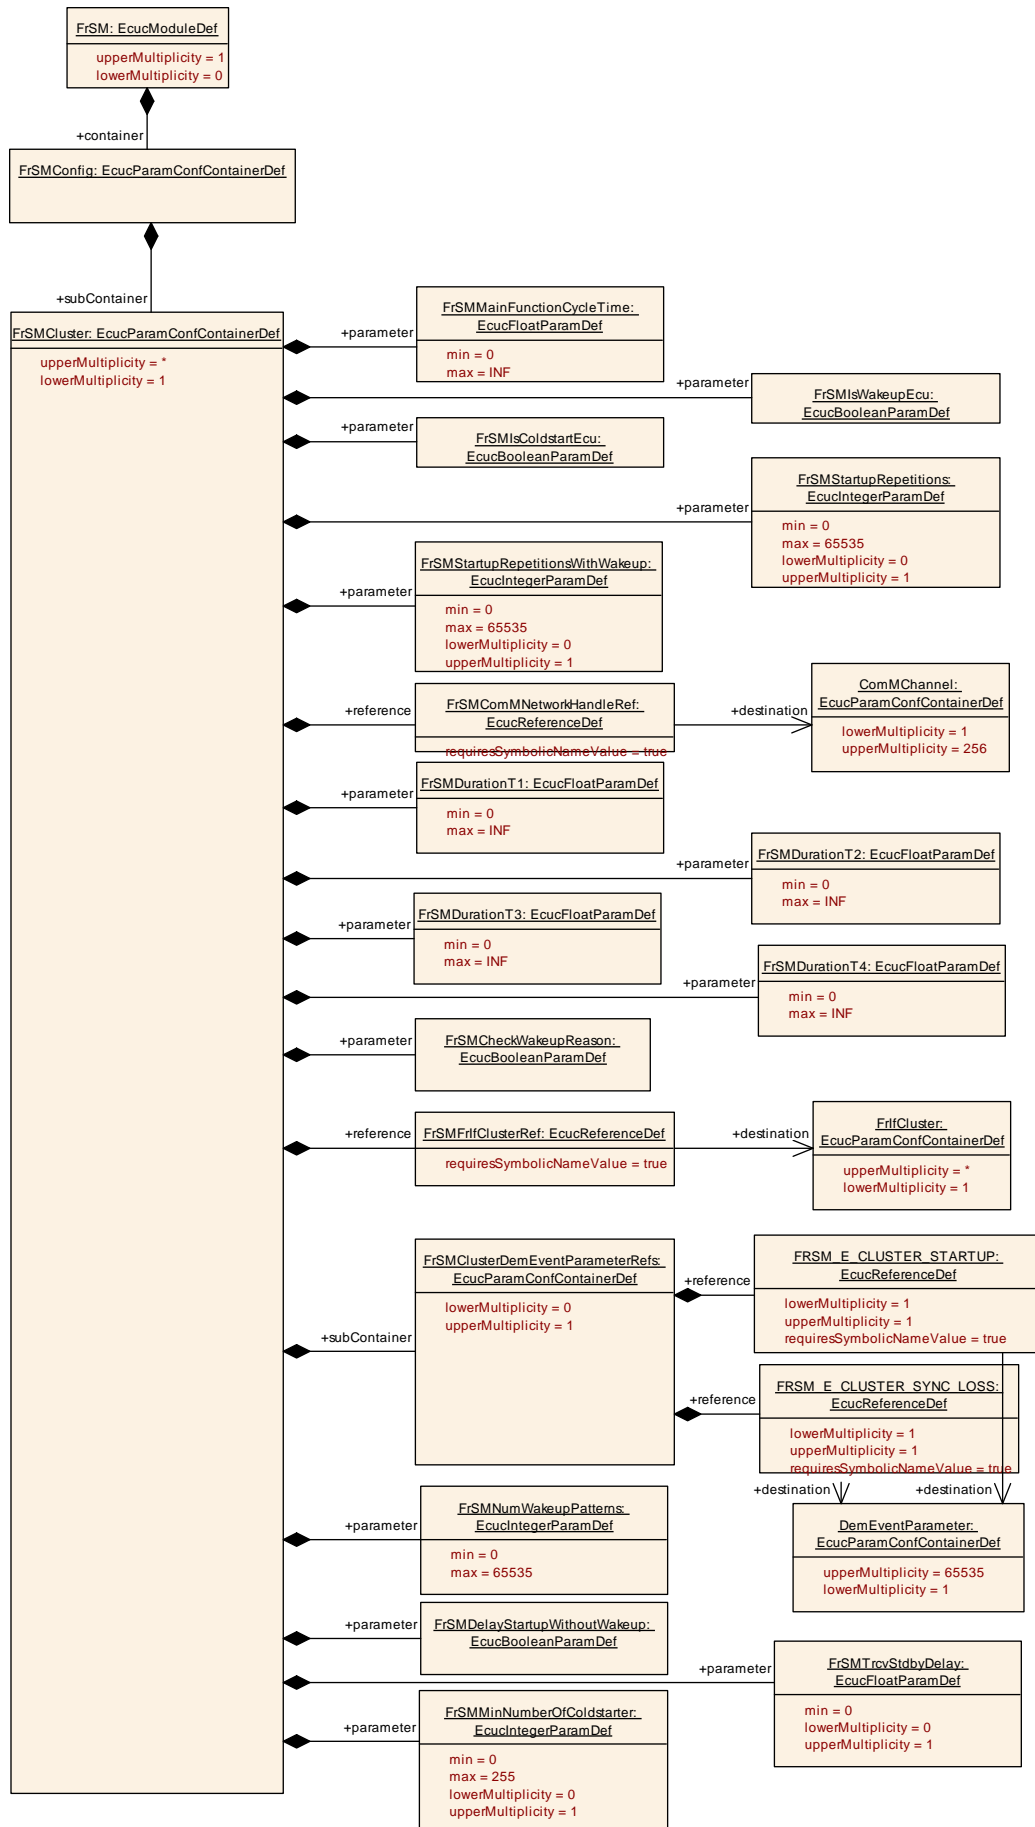 FrSM: EcucModuleDef
upperMultiplicity = 1
lowerMultiplicity = 0
+container
FrSMConfig: EcucParamConfContainerDef
+subContainer
FrSMCluster: EcucParamConfContainerDef
upperMultiplicity = *
lowerMultiplicity = 1
+parameter
FrSMMainFunctionCycleTime:
EcucFloatParamDef
min = 0
max = INF
+parameter
FrSMIsWakeupEcu:
EcucBooleanParamDef
+parameter
FrSMIsColdstartEcu:
EcucBooleanParamDef
+parameter
FrSMStartupRepetitions:
EcucIntegerParamDef
min = 0
max = 65535
lowerMultiplicity = 0
upperMultiplicity = 1
+parameter
FrSMStartupRepetitionsWithWakeup:
EcucIntegerParamDef
min = 0
max = 65535
lowerMultiplicity = 0
upperMultiplicity = 1
+reference
FrSMComMNetworkHandleRef:
EcucReferenceDef
requiresSymbolicNameValue = true
+destination
ComMChannel:
EcucParamConfContainerDef
lowerMultiplicity = 1
upperMultiplicity = 256
+parameter
FrSMDurationT1: EcucFloatParamDef
min = 0
max = INF
+parameter
FrSMDurationT2: EcucFloatParamDef
min = 0
max = INF
+parameter
FrSMDurationT3: EcucFloatParamDef
min = 0
max = INF
+parameter
FrSMDurationT4: EcucFloatParamDef
min = 0
max = INF
+parameter
FrSMCheckWakeupReason:
EcucBooleanParamDef
+reference
FrSMFrIfClusterRef: EcucReferenceDef
requiresSymbolicNameValue = true
+destination
FrIfCluster:
EcucParamConfContainerDef
upperMultiplicity = *
lowerMultiplicity = 1
+subContainer
FrSMClusterDemEventParameterRefs:
EcucParamConfContainerDef
lowerMultiplicity = 0
upperMultiplicity = 1
+reference
FRSM_E_CLUSTER_STARTUP:
EcucReferenceDef
lowerMultiplicity = 1
upperMultiplicity = 1
requiresSymbolicNameValue = true
+reference
FRSM_E_CLUSTER_SYNC_LOSS:
EcucReferenceDef
lowerMultiplicity = 1
upperMultiplicity = 1
requiresSymbolicNameValue = true
+destination
+destination
DemEventParameter:
EcucParamConfContainerDef
upperMultiplicity = 65535
lowerMultiplicity = 1
+parameter
FrSMNumWakeupPatterns:
EcucIntegerParamDef
min = 0
max = 65535
+parameter
FrSMDelayStartupWithoutWakeup:
EcucBooleanParamDef
+parameter
FrSMTrcvStdbyDelay:
EcucFloatParamDef
min = 0
lowerMultiplicity = 0
upperMultiplicity = 1
+parameter
FrSMMinNumberOfColdstarter:
EcucIntegerParamDef
min = 0
max = 255
lowerMultiplicity = 0
upperMultiplicity = 1